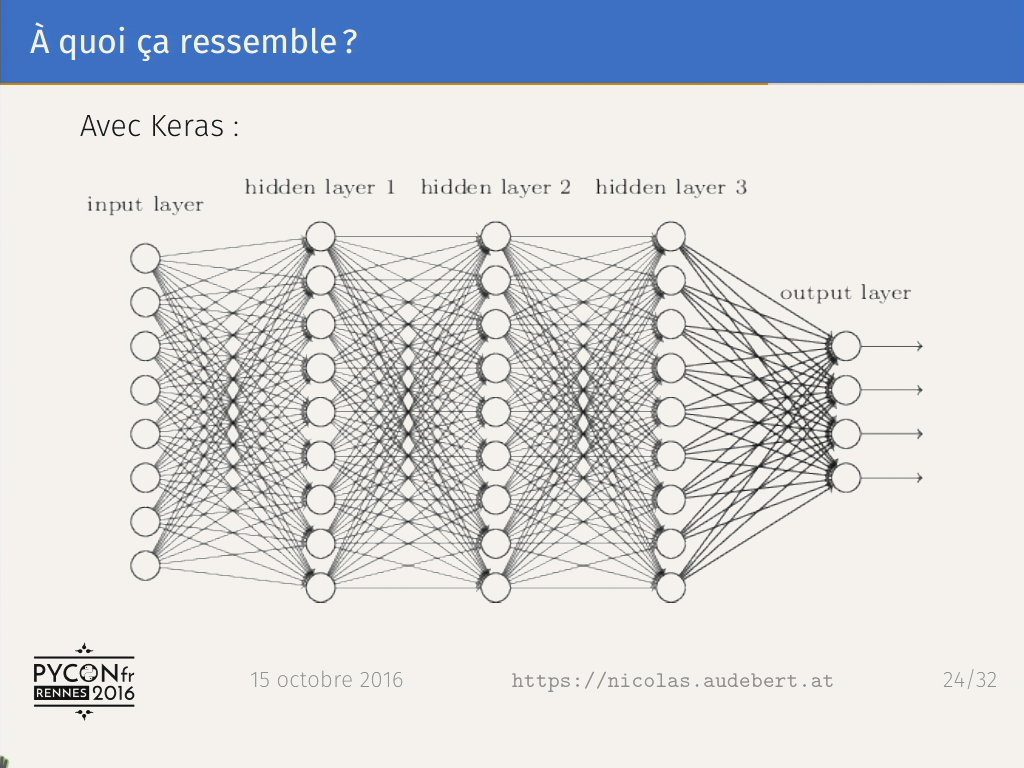 À quoi ça ressemble ?
Avec Keras :
input layer
hidden layer 1
hidden layer 2
hidden layer 3
output layer
PYCONfr
RENNES 2016
15 octobre 2016
https://nicolas.audebert.at
24/32